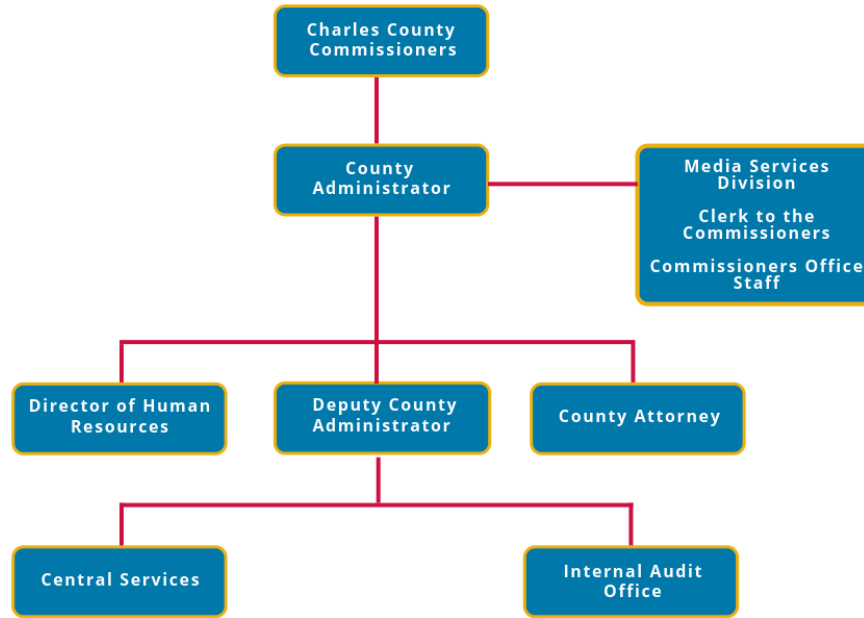 Charles County
Commissioners
County
Administrator
Media Services
Division
Clerk to the
Commissioners
Commissioners Office
Staff
Director of Human
Resources
Deputy County
Administrator
County Attorney
Central Services
Internal Audit
Office